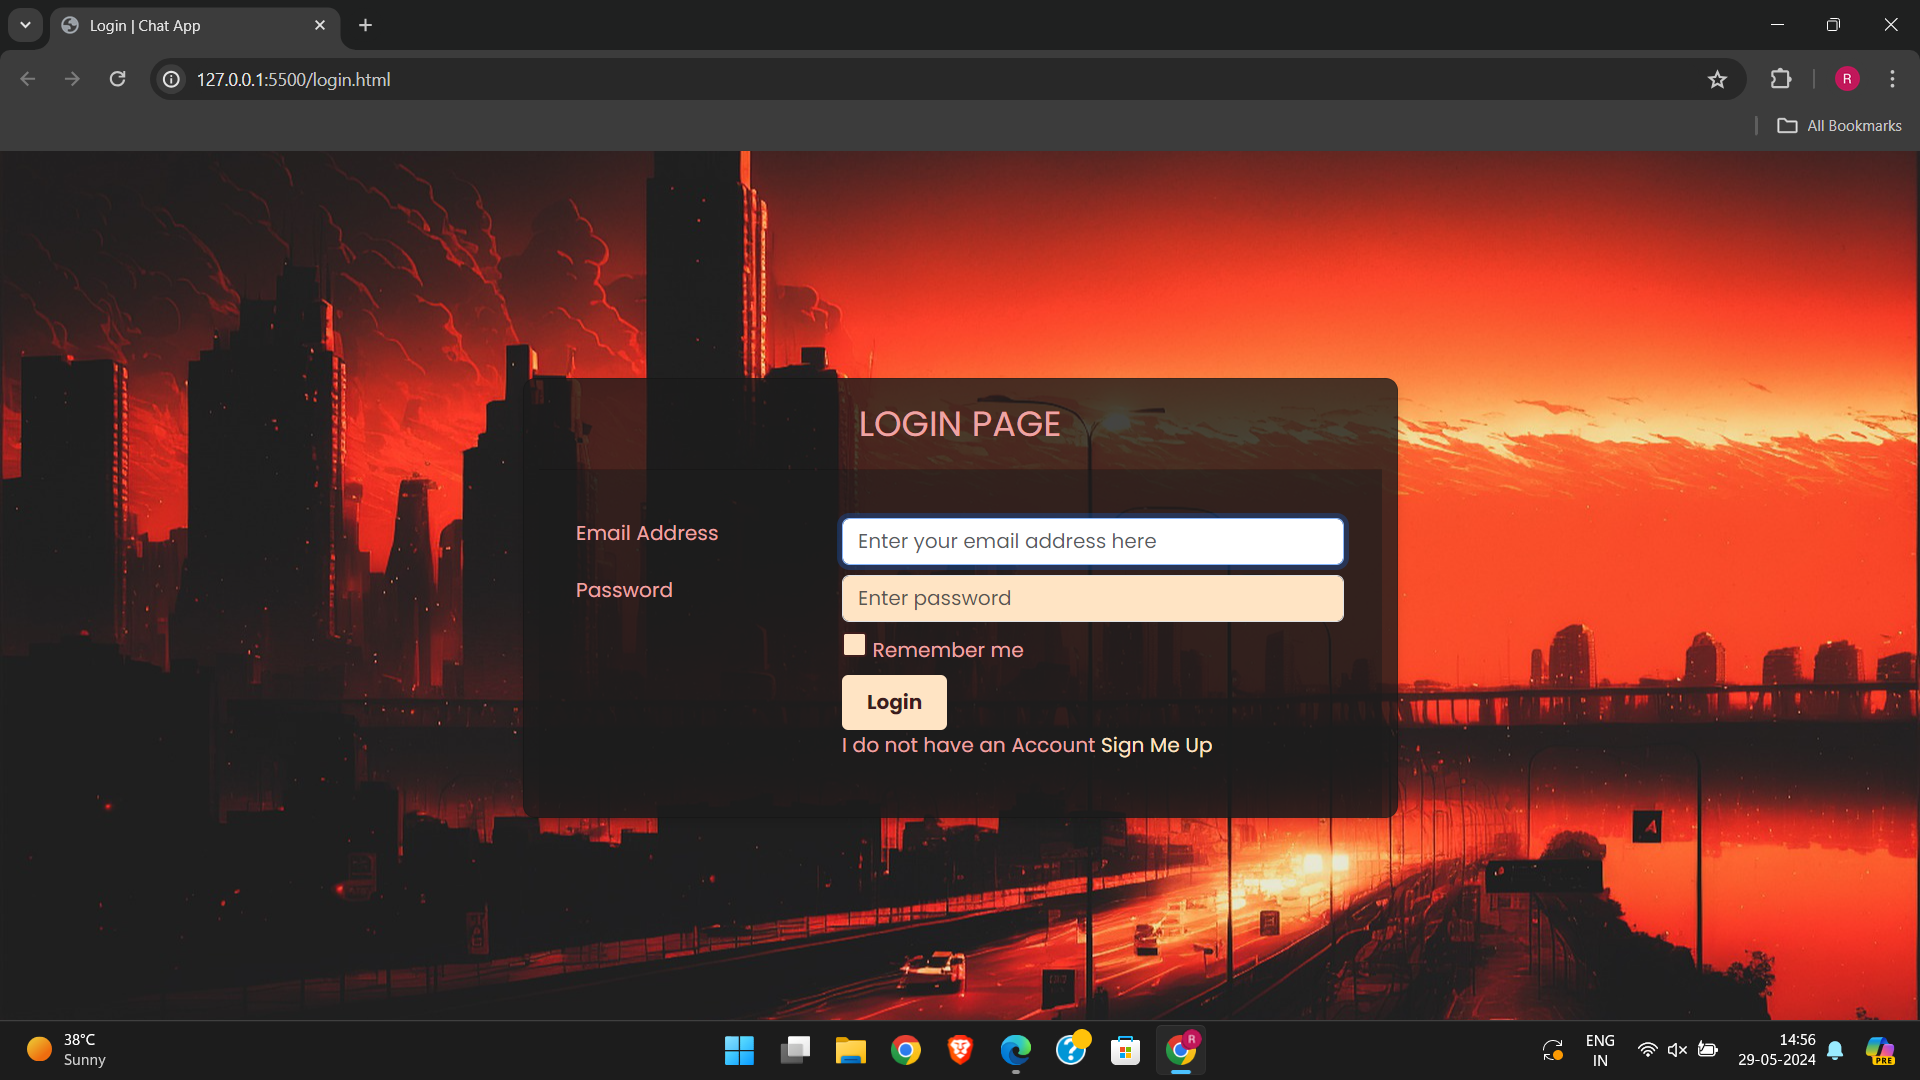 Login | Chat App
127.0.0.1:5500/login.html
R
All Bookmarks
LOGIN PAGE
Email Address
Enter your email address here
Password
Enter password
Remember me
Login
I do not have an Account Sign Me Up
38°C
Sunny
R
ENG
IN
14:56
29-05-2024
PRE